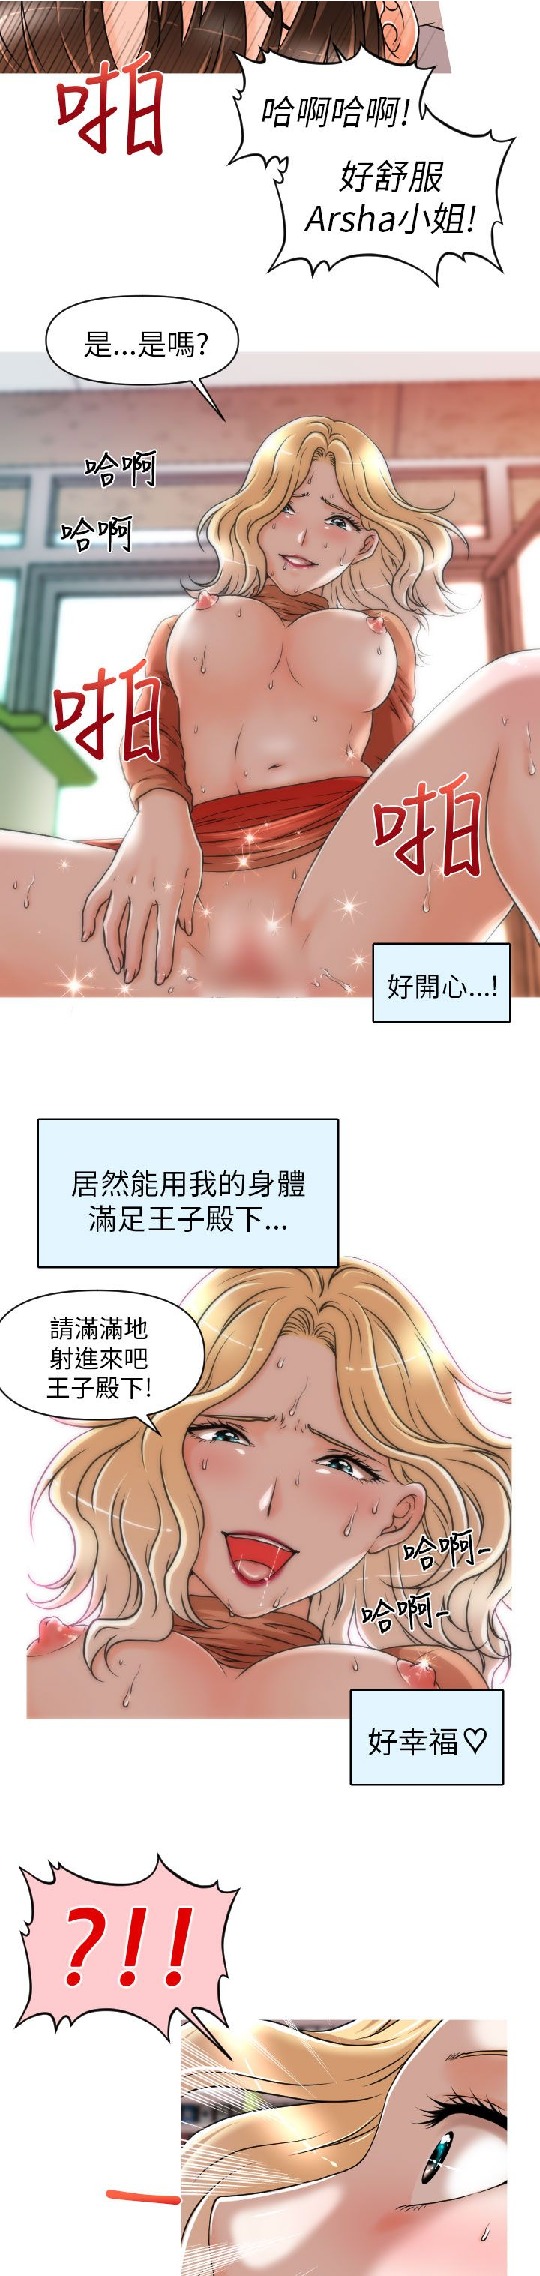 啪
哈啊哈啊!
好舒服
Arsha小姐!
是...是嗎?
哈啊
哈啊
啪
啪
好開心...!
居然能用我的身體
滿足王子殿下...
請滿滿地
射進來吧
王子殿下!
哈啊-
哈啊-
好幸福♡
?!!